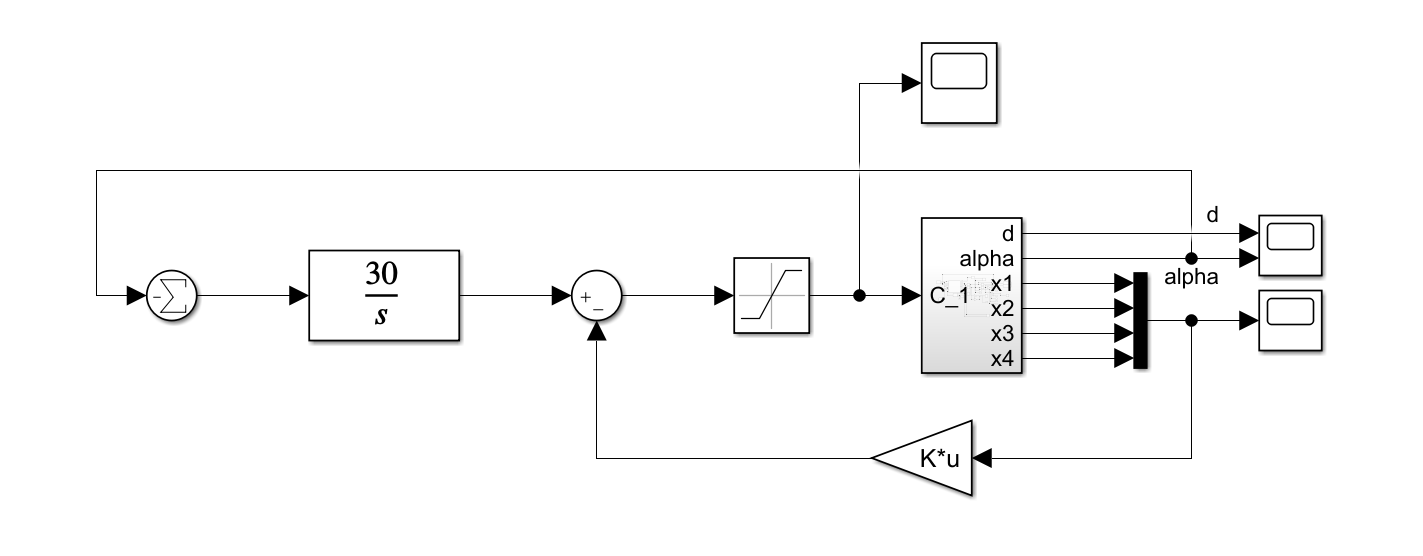 d
d
alpha
alpha
x1
C_1
x2
x3
x4
30
s
-
Σ
+
−
K*u